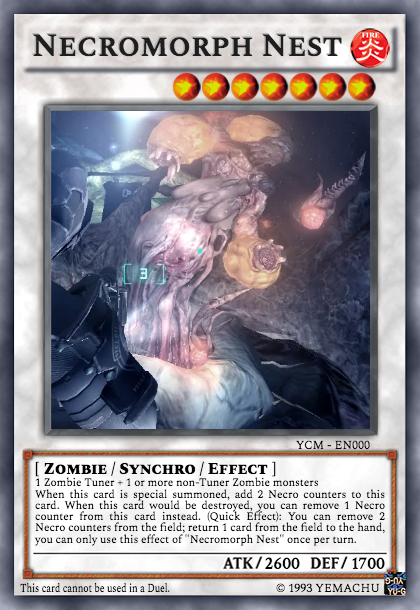 NECROMORPH NEST
FIRE
炎
3
YCM - EN000
[ ZOMBIE / SYNCHRO / EFFECT ]
1 Zombie Tuner + 1 or more non-Tuner Zombie monsters
When this card is special summoned, add 2 Necro counters to this
card. When this card would be destroyed, you can remove 1 Necro
counter from this card instead. (Quick Effect): You can remove 2
Necro counters from the field; return 1 card from the field to the hand,
you can only use this effect of "Necromorph Nest" once per turn.
ATK / 2600 DEF / 1700
This card cannot be used in a Duel. © 1993 YEMACHU